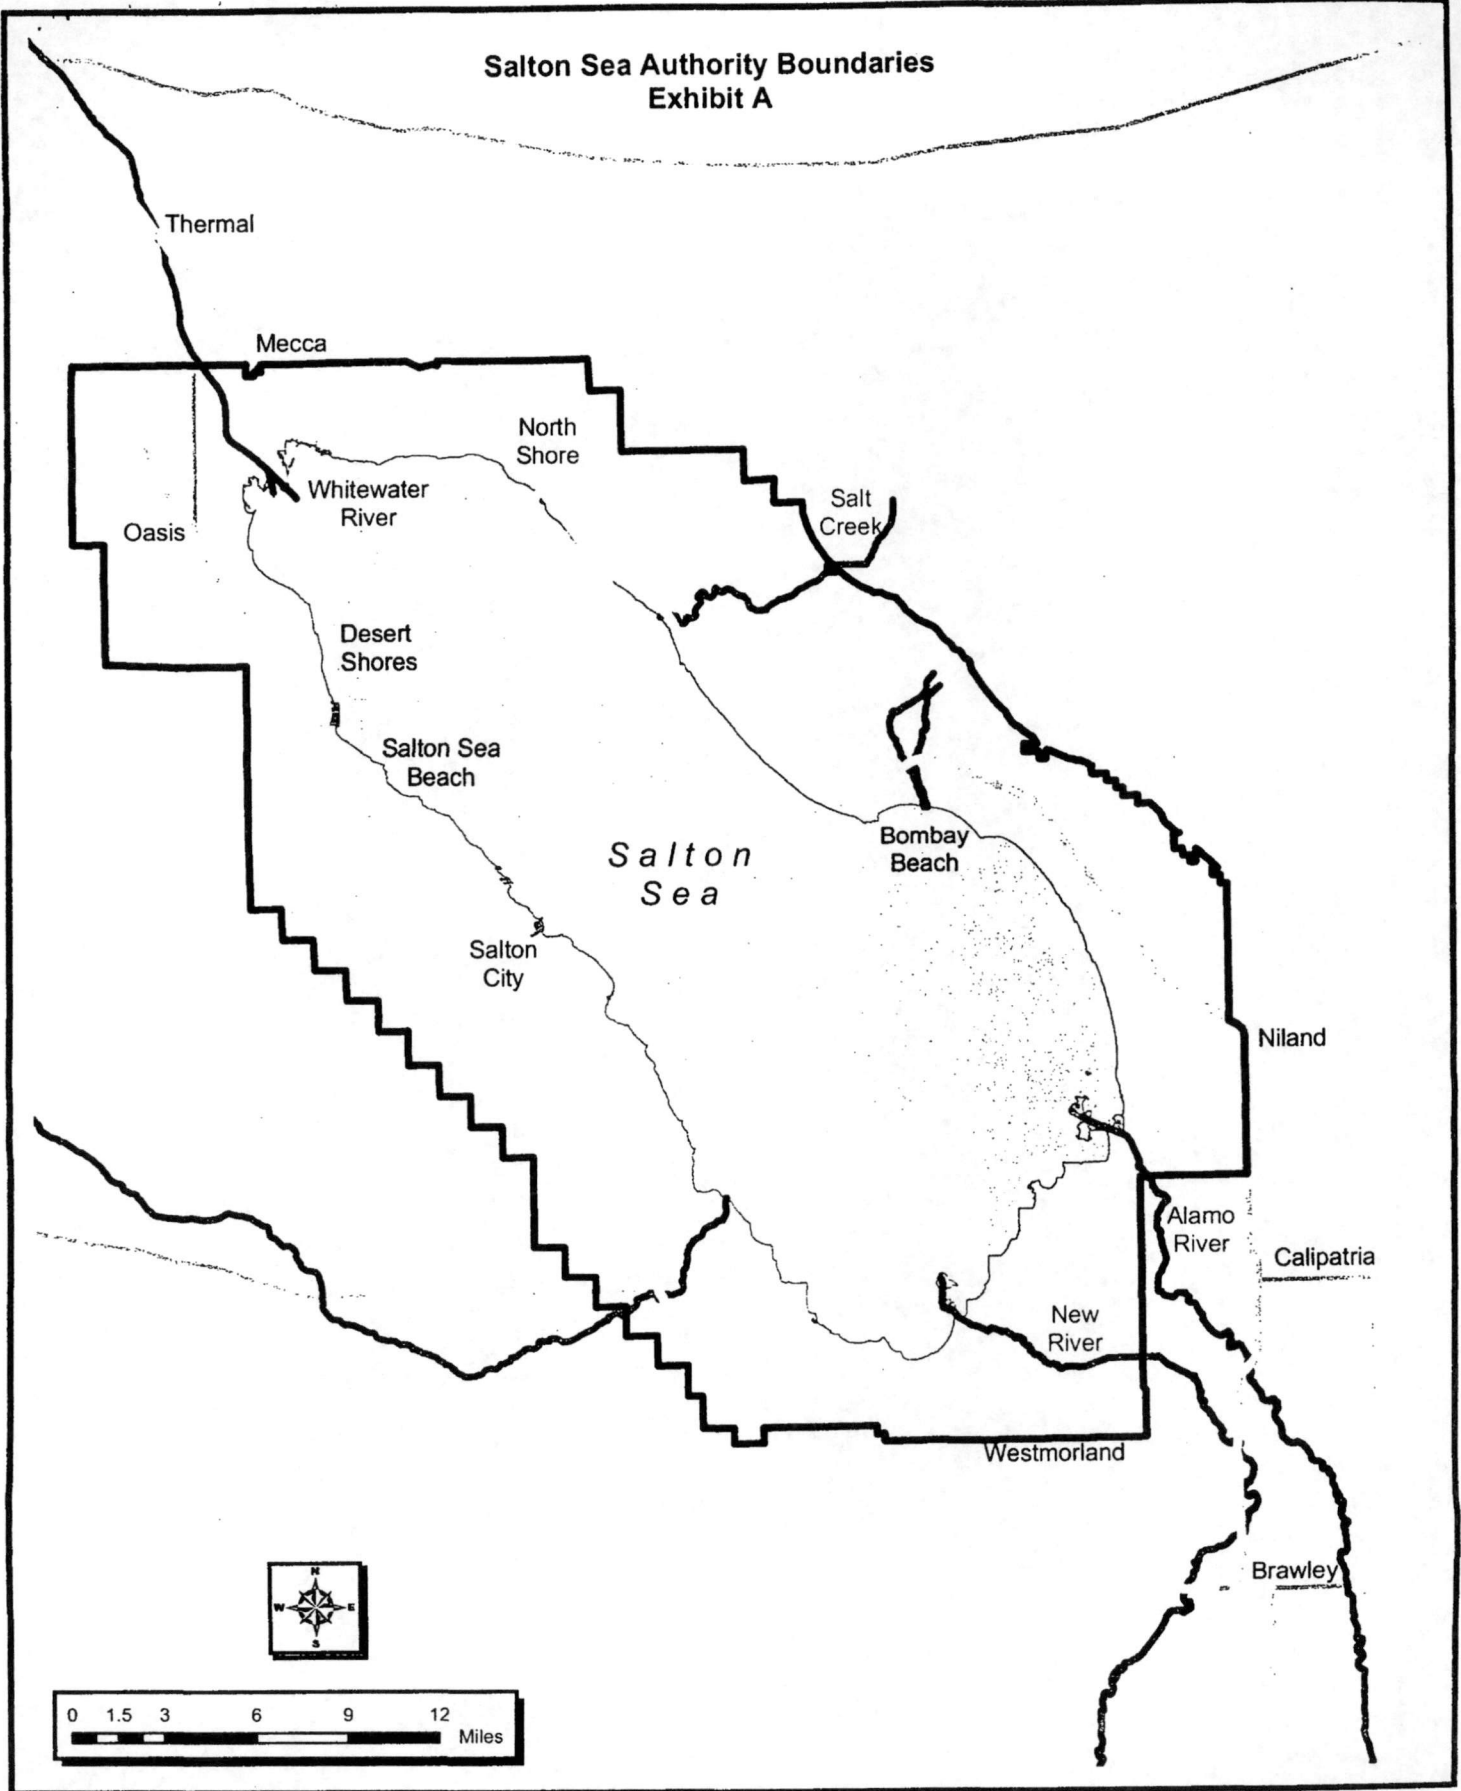 Salton Sea Authority Boundaries
Exhibit A
Thermal
Mecca
North
Shore
Whitewater
River
Salt
Creek
Oasis
Desert
Shores
Salton Sea
Beach
Salton
Sea
Bombay
Beach
Salton
City
Niland
Alamo
River
Calipatria
New
River
Westmorland
Brawley
N
W E
S
0 1.5 3 6 9 12
Miles